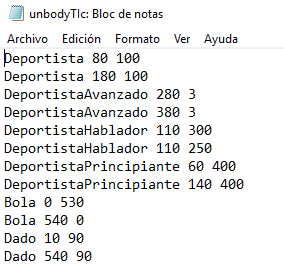 unbodyTlc: Bloc de notas
Archivo Edición Formato Ver Ayuda
Deportista 80 100
Deportista 180 100
DeportistaAvanzado 280 3
DeportistaAvanzado 380 3
DeportistaHablador 110 300
DeportistaHablador 110 250
DeportistaPrincipiante 60 400
DeportistaPrincipiante 140 400
Bola 0 530
Bola 540 0
Dado 10 90
Dado 540 90